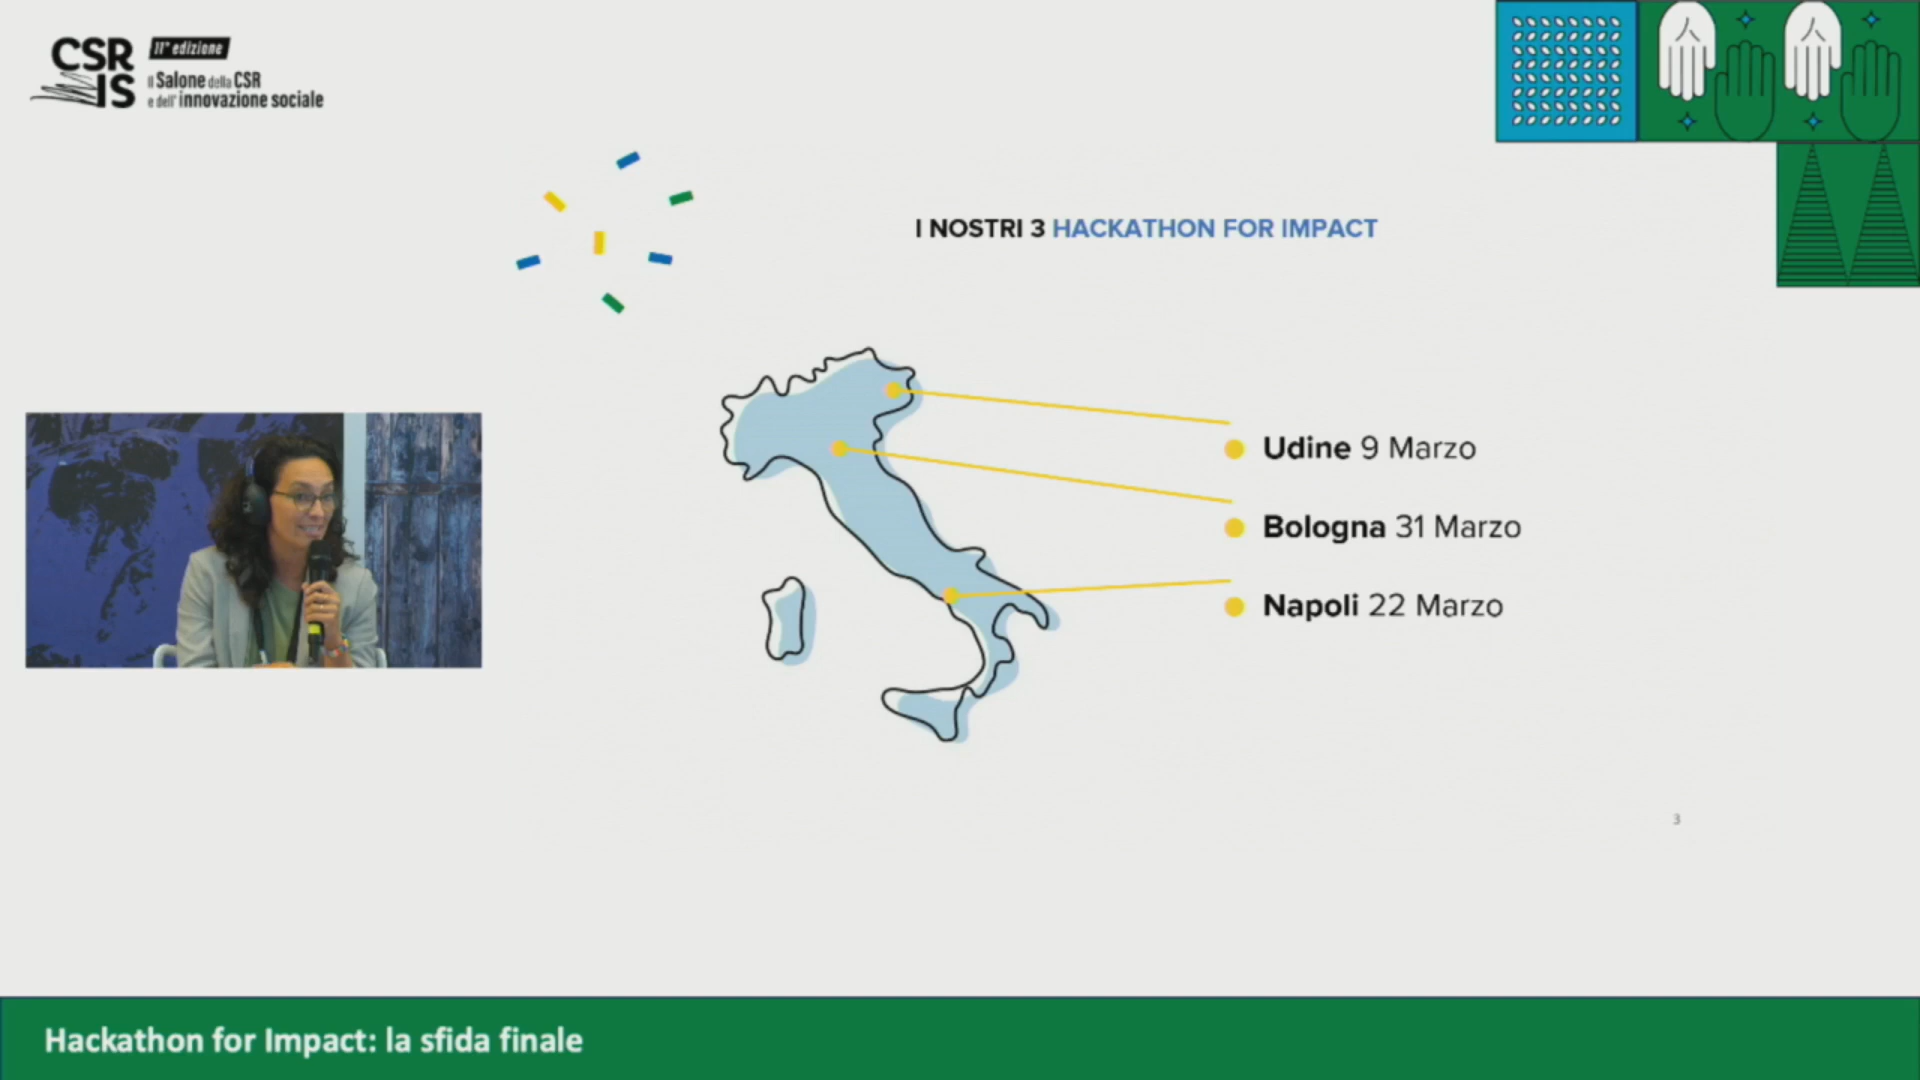 CSR
IS
11ª edizione
il Salone della CSR
e dell'innovazione sociale
I NOSTRI 3 HACKATHON FOR IMPACT
Udine 9 Marzo
Bologna 31 Marzo
Napoli 22 Marzo
3
Hackathon for Impact: la sfida finale